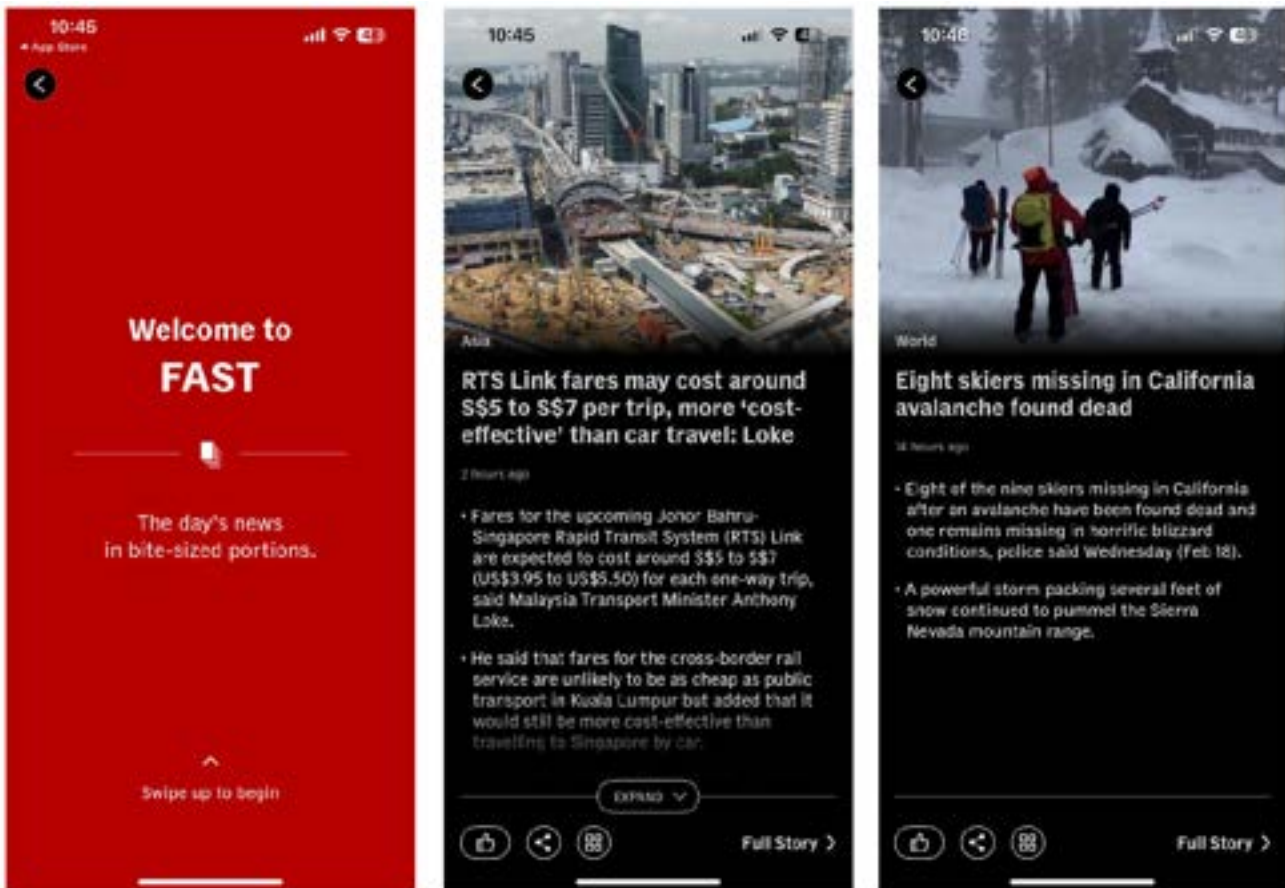 10:45
App Store
Welcome to
FAST
The day's news
in bite-sized portions.
Swipe up to begin
10:45
Asia
RTS Link fares may cost around
S$5 to S$7 per trip, more ‘cost-
effective’ than car travel: Loke
2 hours ago
• Fares for the upcoming Johor Bahru-
Singapore Rapid Transit System (RTS) Link
are expected to cost around S$5 to S$7
(US$3.95 to US$5.50) for each one-way trip,
said Malaysia Transport Minister Anthony
Loke.
• He said that fares for the cross-border rail
service are unlikely to be as cheap as public
transport in Kuala Lumpur but added that it
would still be more cost-effective than
travelling to Singapore by car.
EXPAND
Full Story
10:46
World
Eight skiers missing in California
avalanche found dead
14 hours ago
• Eight of the nine skiers missing in California
after an avalanche have been found dead and
one remains missing in horrific blizzard
conditions, police said Wednesday (Feb 18).
• A powerful storm packing several feet of
snow continued to pummel the Sierra
Nevada mountain range.
Full Story